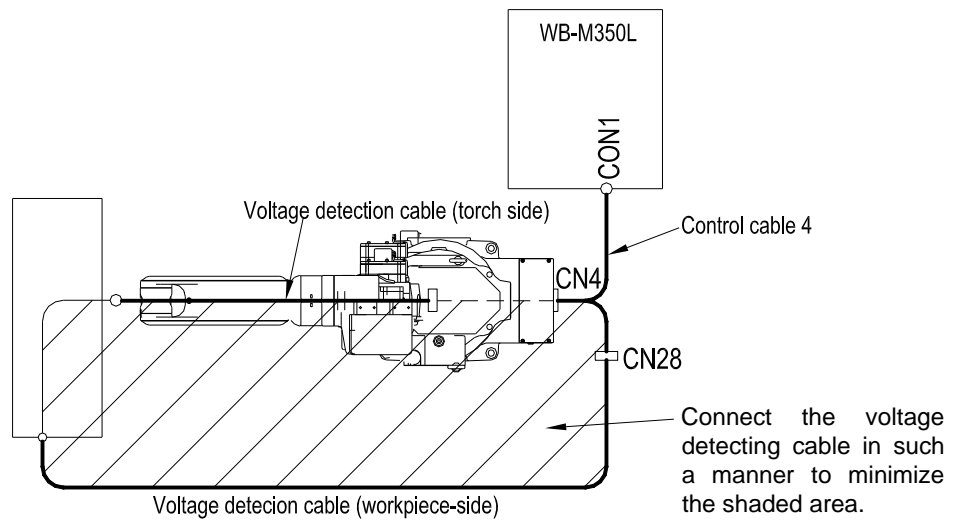 WB-M350L
CON1
Voltage detection cable (torch side)
Control cable 4
CN4
CN28
Connect the voltage
detecting cable in such
a manner to minimize
the shaded area.
Voltage detecion cable (workpiece-side)